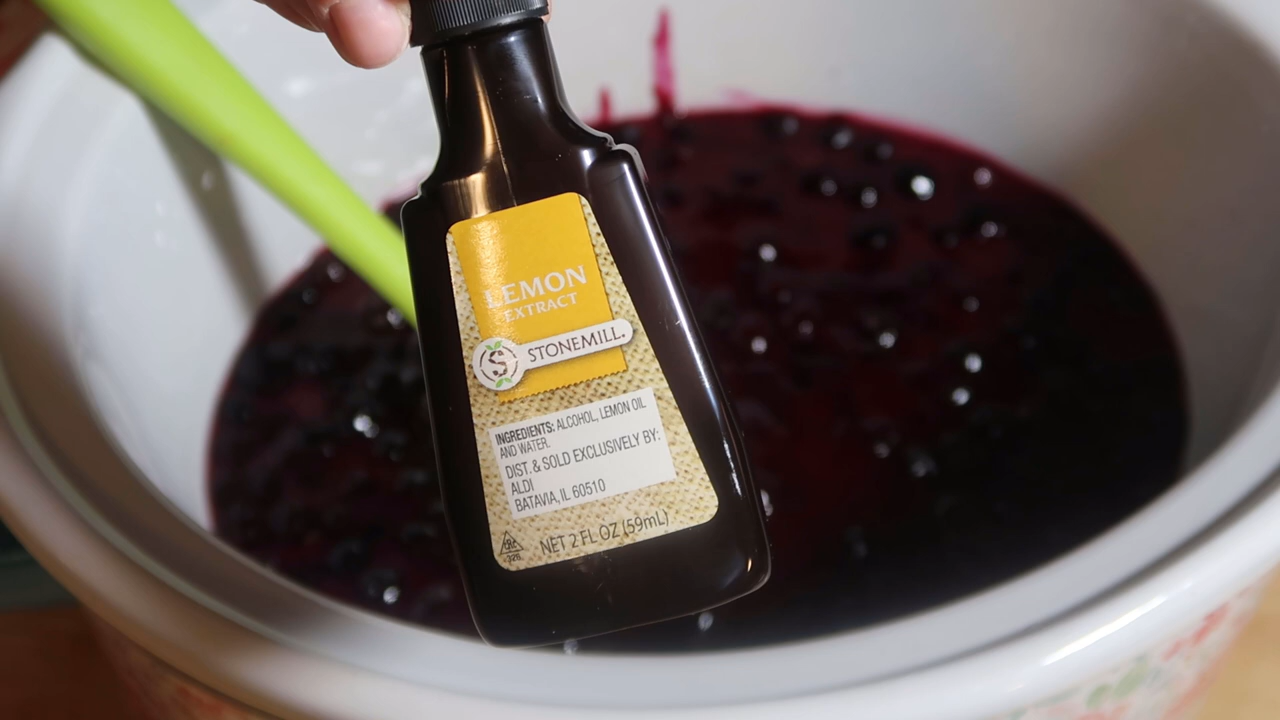 LEMON
EXTRACT
STONEMILL®
INGREDIENTS: ALCOHOL, LEMON OIL
AND WATER.
DIST. & SOLD EXCLUSIVELY BY:
ALDI
BATAVIA, IL 60510
NET 2 FL OZ (59mL)